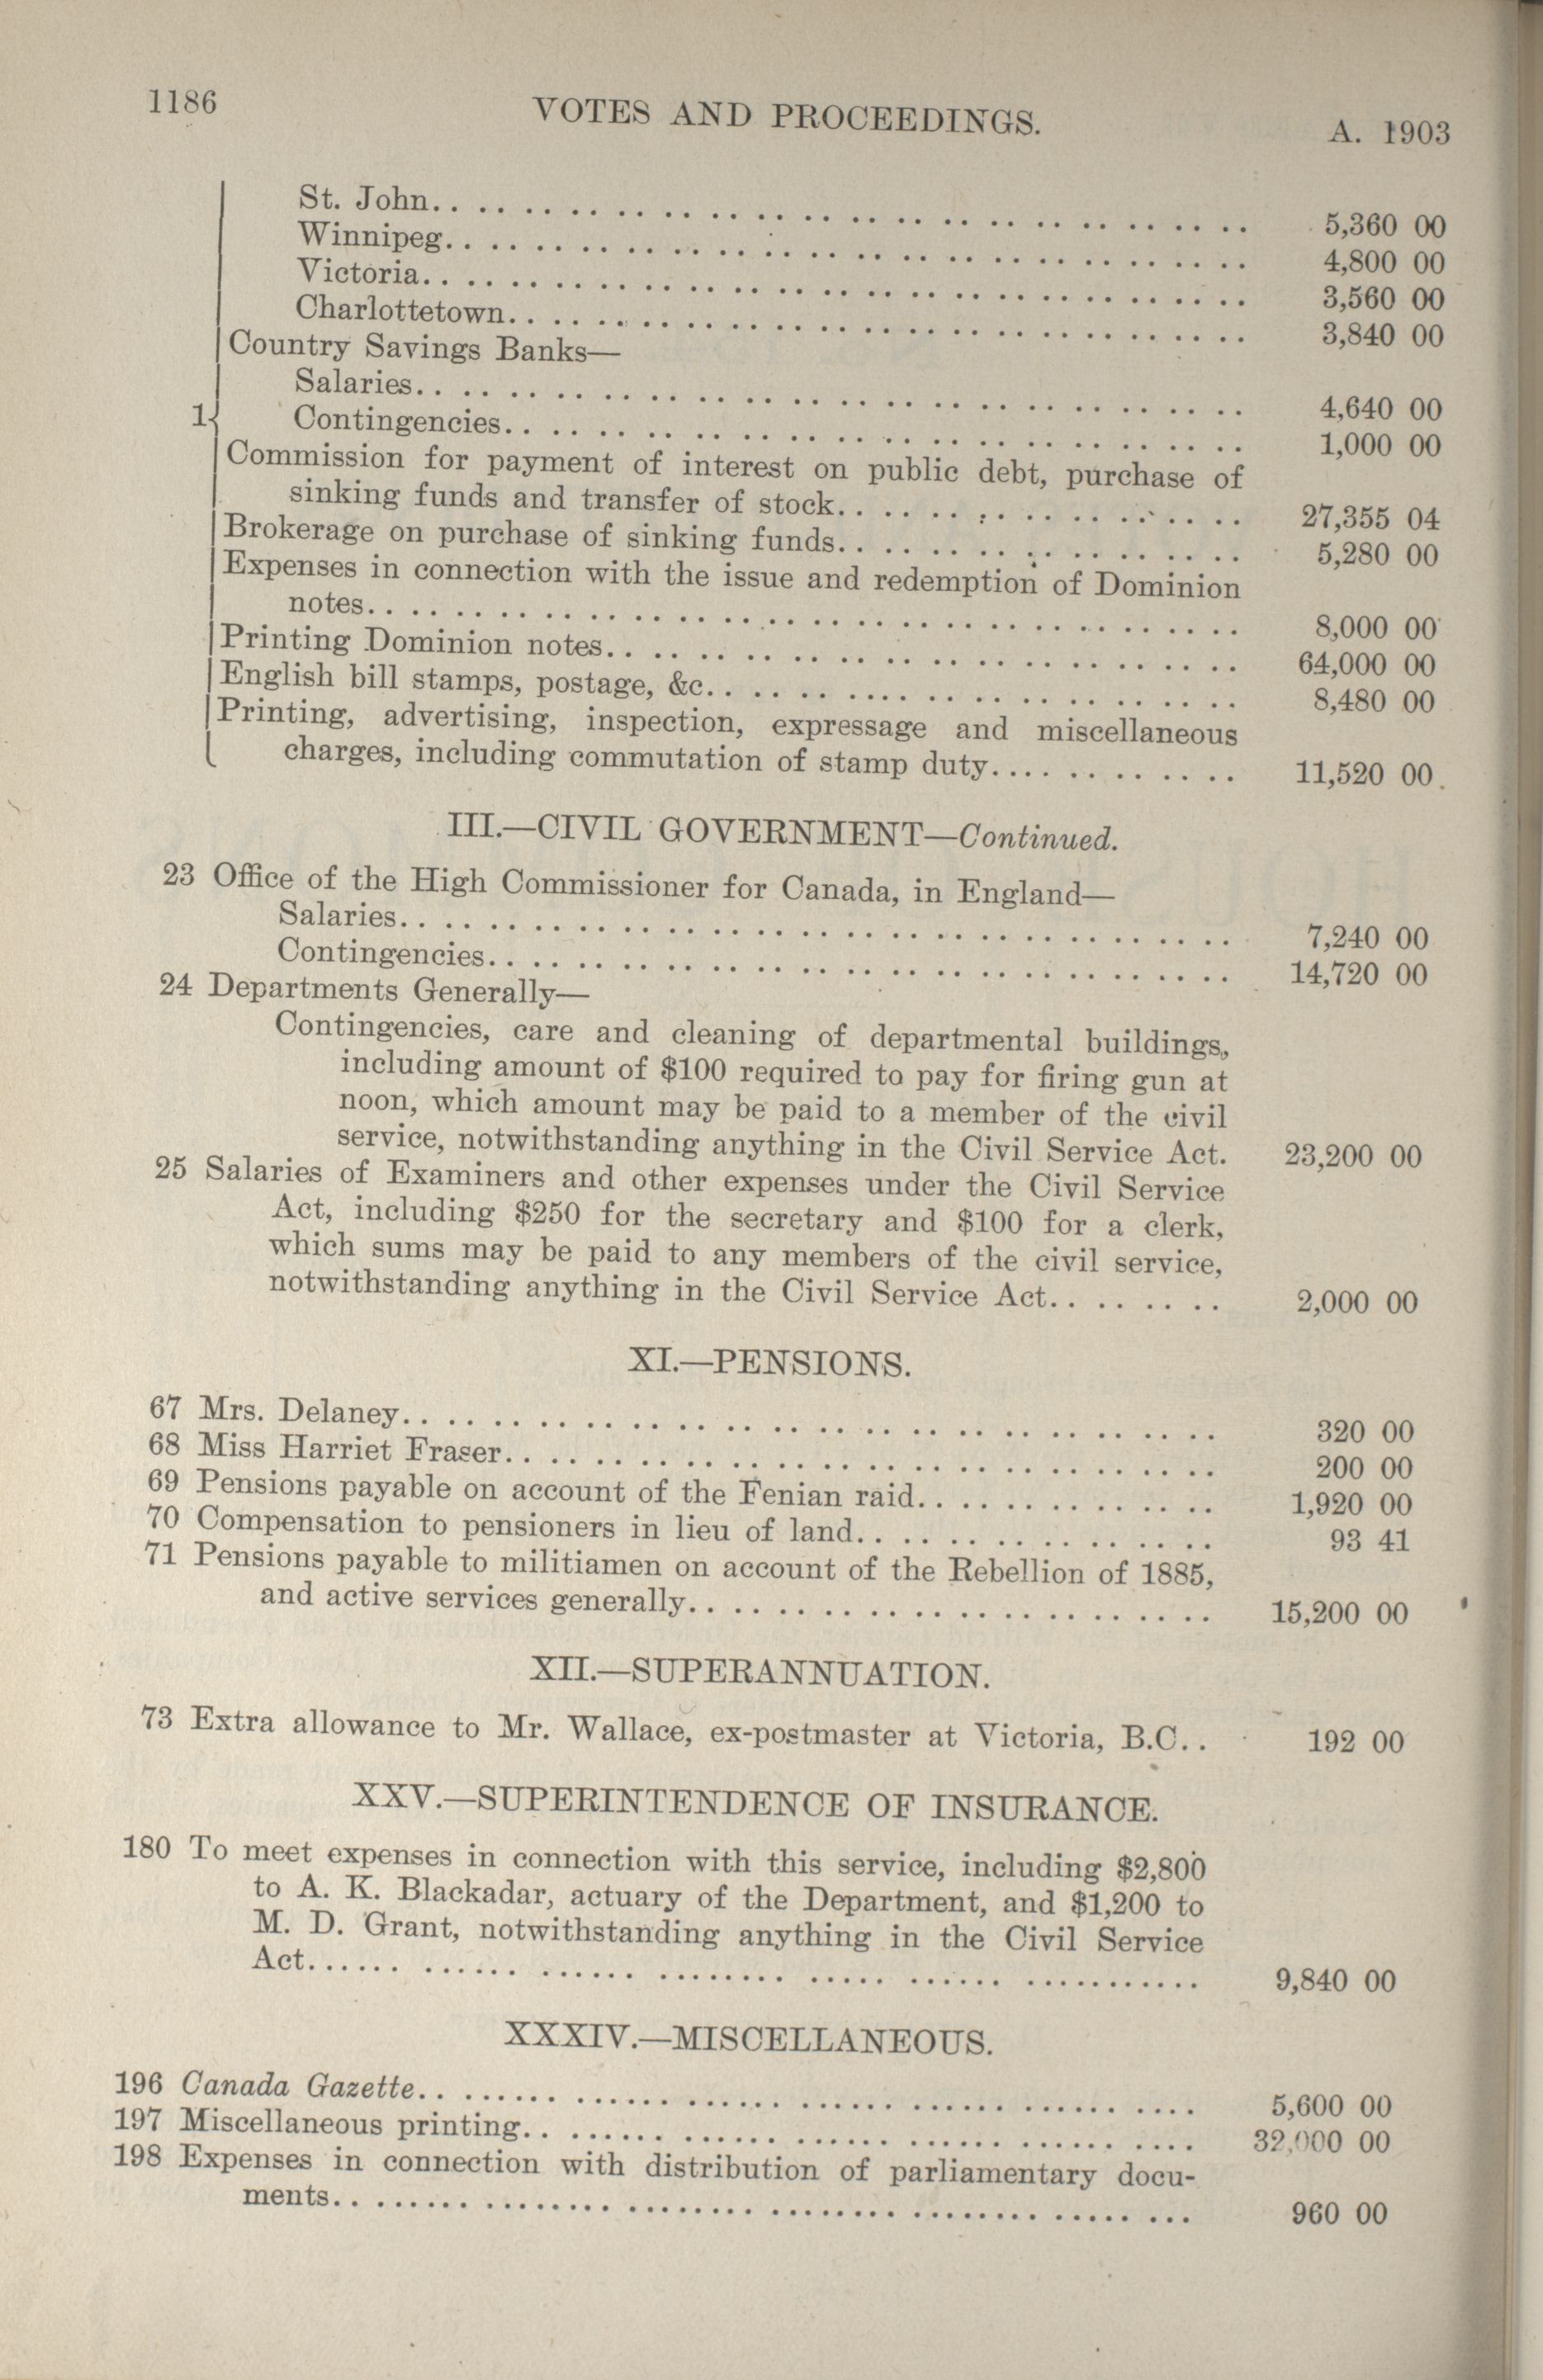 1186 VOTES AND PROCEEDINGS. A. 1903
St. John.. .. .. .. .. .. .. .. .. .. .. .. .. .. .. .. .. .. 5,360 00
Winnipeg.. .. .. .. .. .. .. .. .. .. .. .. .. .. .. .. .. .. 4,800 00
Victoria.. .. .. .. .. .. .. .. .. .. .. .. .. .. .. .. .. .. 3,560 00
Charlottetown.. .. .. .. .. .. .. .. .. .. .. .. .. .. .. .. .. 3,840 00
Country Savings Banks—
Salaries.. .. .. .. .. .. .. .. .. .. .. .. .. .. .. .. .. .. 4,640 00
1 Contingencies.. .. .. .. .. .. .. .. .. .. .. .. .. .. .. .. 1,000 00
Commission for payment of interest on public debt, purchase of
sinking funds and transfer of stock.. .. .. .. .. .. .. .. .. 27,355 04
Brokerage on purchase of sinking funds.. .. .. .. .. .. .. .. .. 5,280 00
Expenses in connection with the issue and redemption of Dominion
notes.. .. .. .. .. .. .. .. .. .. .. .. .. .. .. .. .. .. .. 8,000 00
Printing Dominion notes.. .. .. .. .. .. .. .. .. .. .. .. .. .. 64,000 00
English bill stamps, postage, &c.. .. .. .. .. .. .. .. .. .. .. .. 8,480 00
Printing, advertising, inspection, expressage and miscellaneous
charges, including commutation of stamp duty.... .. .. .. .. .. 11,520 00
III.—CIVIL GOVERNMENT—Continued.
23 Office of the High Commissioner for Canada, in England—
Salaries.. .. .. .. .. .. .. .. .. .. .. .. .. .. .. .. .. .. .. 7,240 00
Contingencies.. .. .. .. .. .. .. .. .. .. .. .. .. .. .. .. .. 14,720 00
24 Departments Generally—
Contingencies, care and cleaning of departmental buildings,
including amount of $100 required to pay for firing gun at
noon, which amount may be paid to a member of the civil
service, notwithstanding anything in the Civil Service Act. 23,200 00
25 Salaries of Examiners and other expenses under the Civil Service
Act, including $250 for the secretary and $100 for a clerk,
which sums may be paid to any members of the civil service,
notwithstanding anything in the Civil Service Act.. .. .. .. 2,000 00
XI.—PENSIONS.
67 Mrs. Delaney.. .. .. .. .. .. .. .. .. .. .. .. .. .. .. .. .. .. 320 00
68 Miss Harriet Fraser.. .. .. .. .. .. .. .. .. .. .. .. .. .. .. .. 200 00
69 Pensions payable on account of the Fenian raid.. .. .. .. .. .. .. 1,920 00
70 Compensation to pensioners in lieu of land.. .. .. .. .. .. .. .. 93 41
71 Pensions payable to militiamen on account of the Rebellion of 1885,
and active services generally.. .. .. .. .. .. .. .. .. .. .. .. 15,200 00
XII.—SUPERANNUATION.
73 Extra allowance to Mr. Wallace, ex-postmaster at Victoria, B.C.. . 192 00
XXV.—SUPERINTENDENCE OF INSURANCE.
180 To meet expenses in connection with this service, including $2,800
to A. K. Blackadar, actuary of the Department, and $1,200 to
M. D. Grant, notwithstanding anything in the Civil Service
Act...... ...... ...... ........ ..... ...... ........... 9,840 00
XXXIV.—MISCELLANEOUS.
196 Canada Gazette.. ...... ...... ...... ...... ...... ...... .... 5,600 00
197 Miscellaneous printing.. ...... ...... ...... ...... ...... .... 32,000 00
198 Expenses in connection with distribution of parliamentary docu-
ments.. ...... ........ ........ ........ ........ ..... ... 960 00